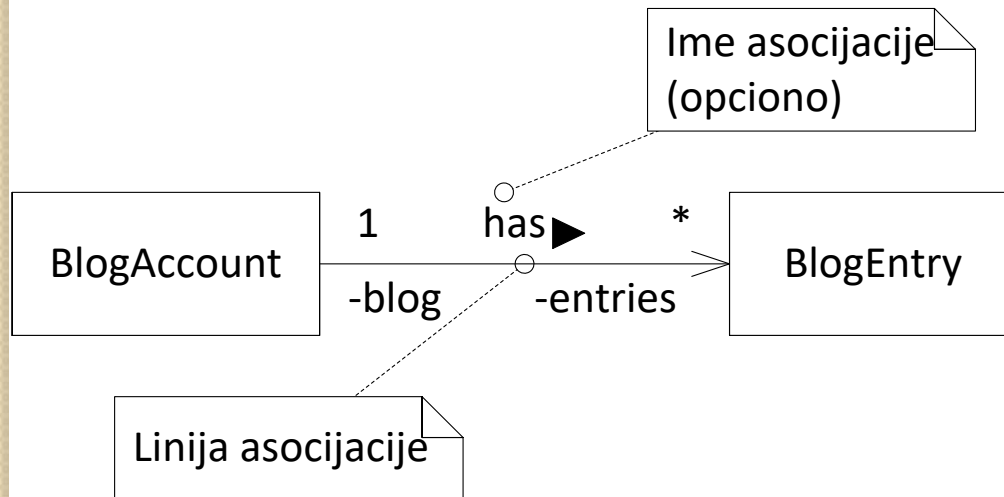 Ime asocijacije
(opciono)
1
has
*
BlogAccount
BlogEntry
-blog
-entries
Linija asocijacije